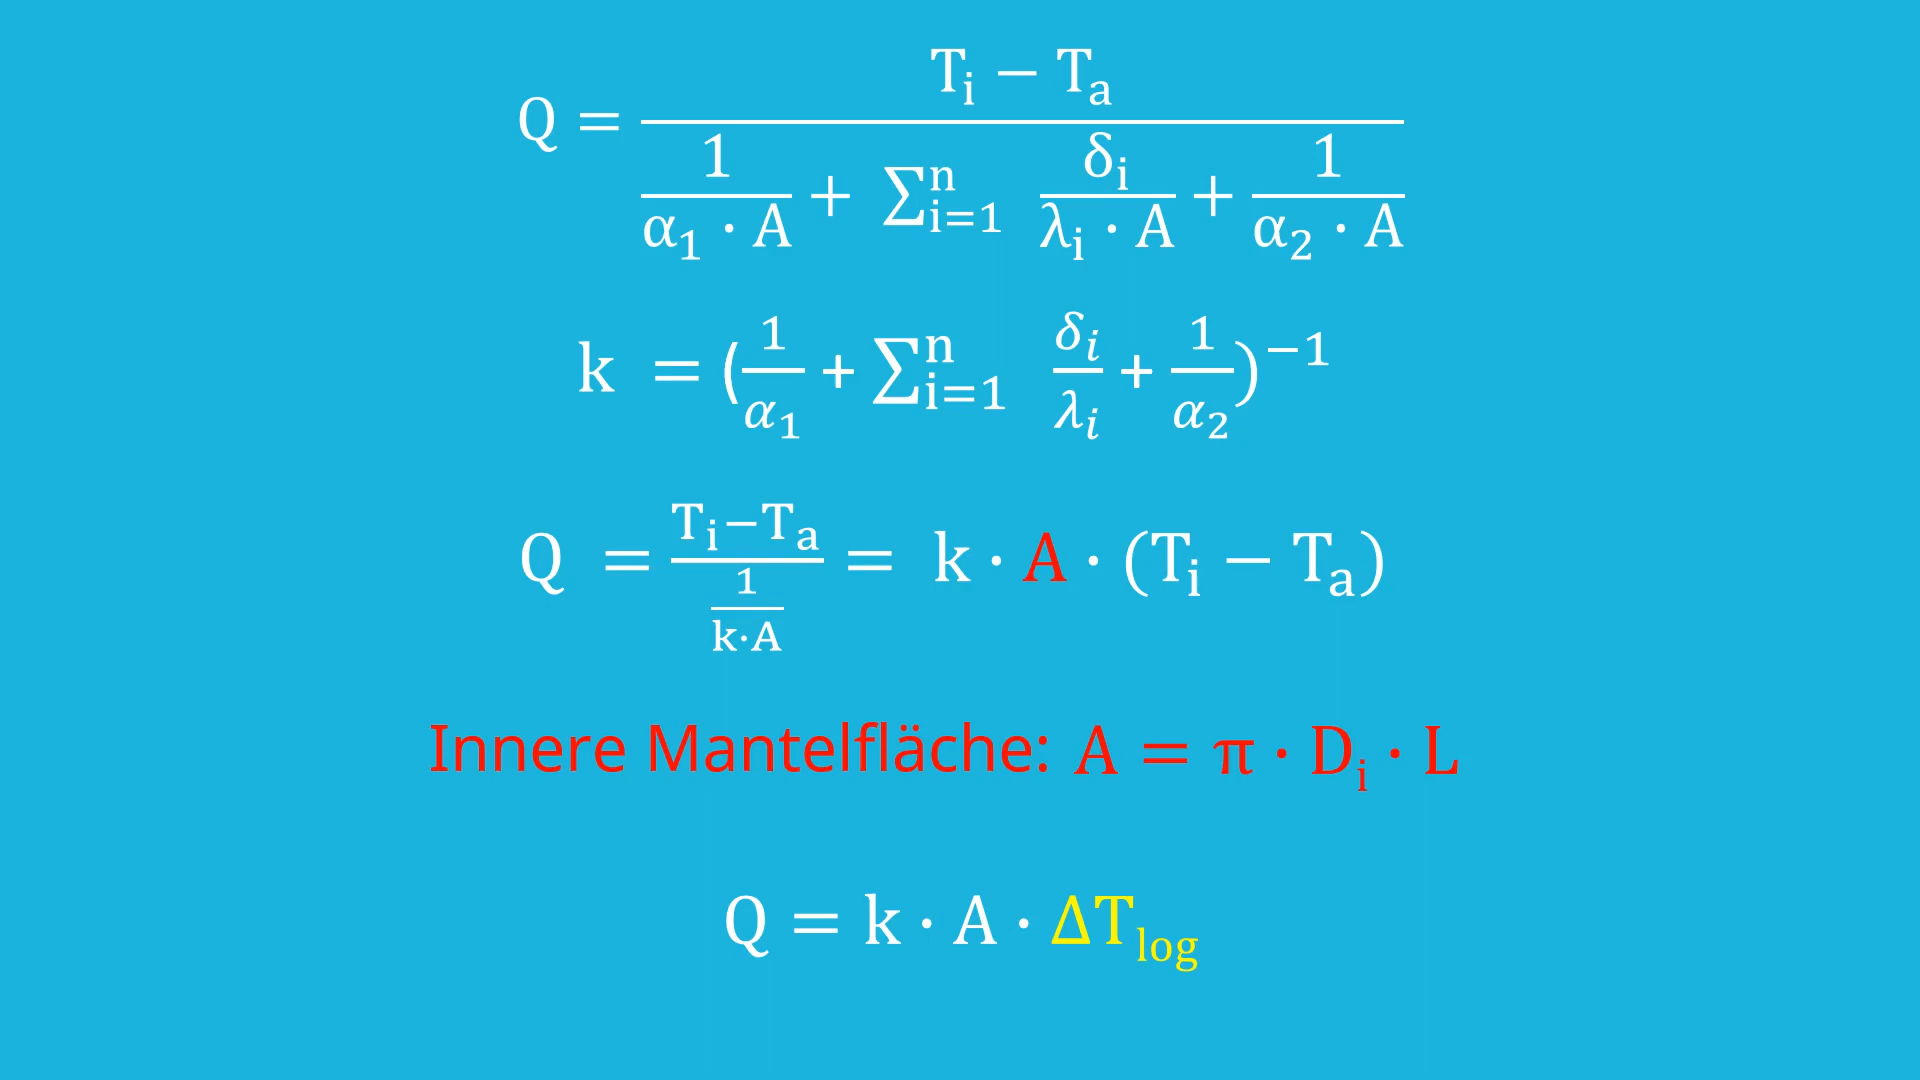 Q = (Tᵢ − Tₐ) / (1/(α₁ · A) + ∑ⁿᵢ₌₁ δᵢ/(λᵢ · A) + 1/(α₂ · A))
k = (1/α₁ + ∑ⁿᵢ₌₁ δᵢ/λᵢ + 1/α₂)⁻¹
Q = (Tᵢ−Tₐ) / (1/(k·A)) = k · A · (Tᵢ − Tₐ)
Innere Mantelfläche: A = π · Dᵢ · L
Q = k · A · ΔT_log